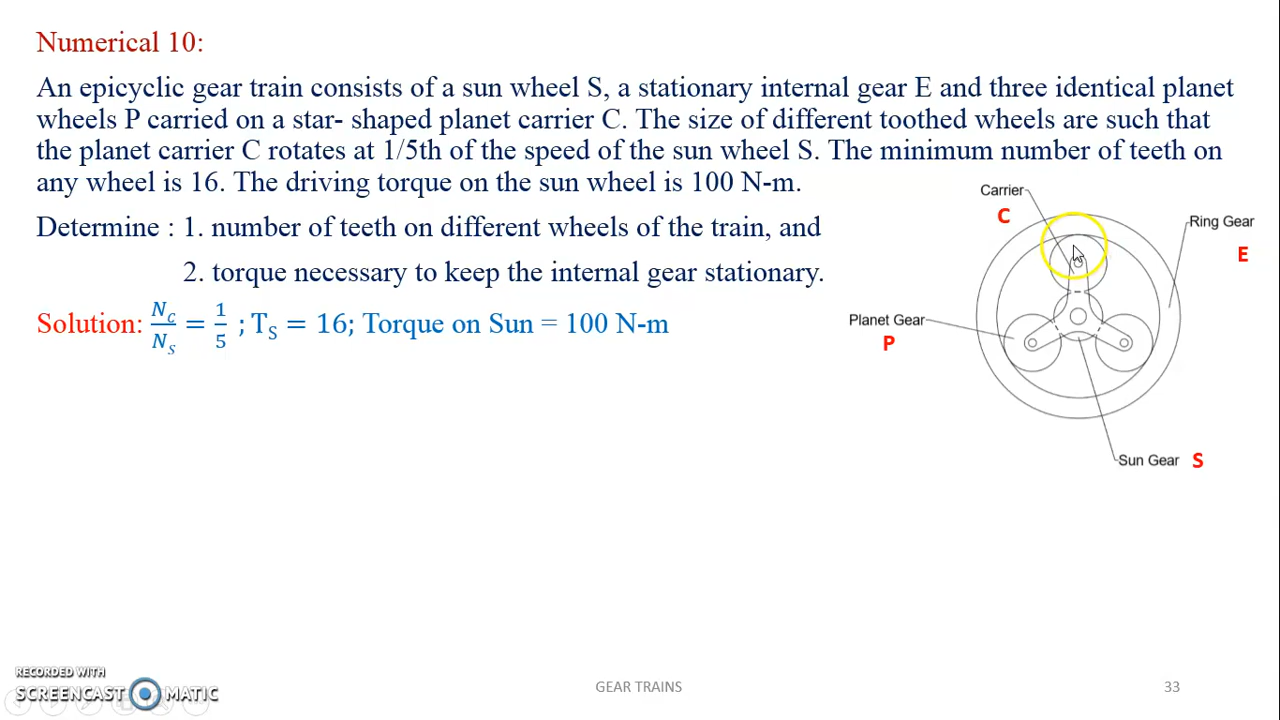 Numerical 10:
An epicyclic gear train consists of a sun wheel S, a stationary internal gear E and three identical planet
wheels P carried on a star- shaped planet carrier C. The size of different toothed wheels are such that
the planet carrier C rotates at 1/5th of the speed of the sun wheel S. The minimum number of teeth on
any wheel is 16. The driving torque on the sun wheel is 100 N-m.
Determine : 1. number of teeth on different wheels of the train, and
2. torque necessary to keep the internal gear stationary.
Solution: N_C/N_S = 1/5 ; T_S = 16; Torque on Sun = 100 N-m
Carrier
C
Ring Gear
E
Planet Gear
P
Sun Gear S
RECORDED WITH
SCREENCAST MATIC
GEAR TRAINS
33